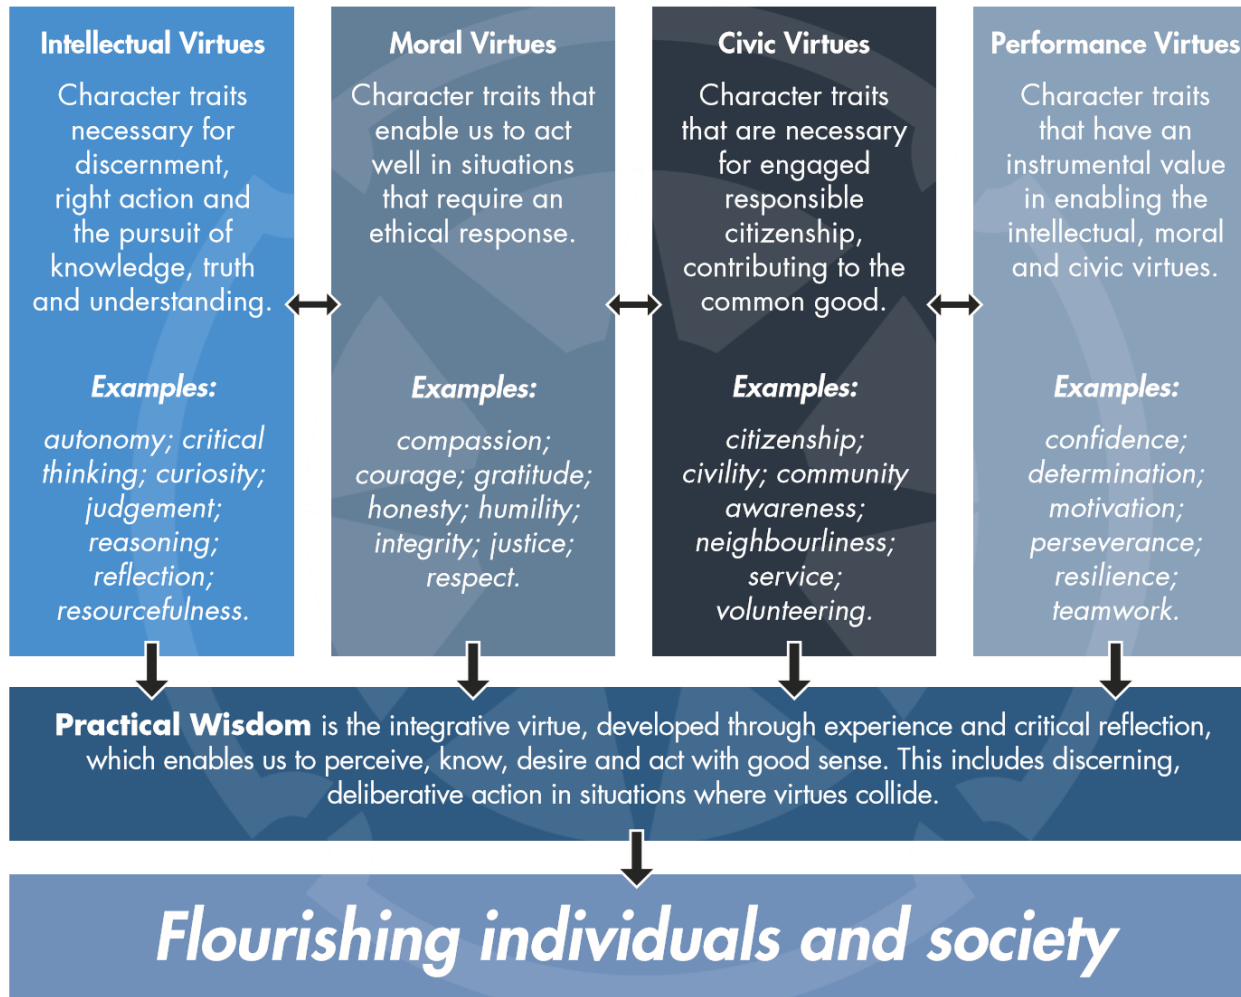 Intellectual Virtues
Character traits
necessary for
discernment,
right action and
the pursuit of
knowledge, truth
and understanding.
Examples:
autonomy; critical
thinking; curiosity;
judgement;
reasoning;
reflection;
resourcefulness.
Moral Virtues
Character traits that
enable us to act
well in situations
that require an
ethical response.
Examples:
compassion;
courage; gratitude;
honesty; humility;
integrity; justice;
respect.
Civic Virtues
Character traits
that are necessary
for engaged
responsible
citizenship,
contributing to the
common good.
Examples:
citizenship;
civility; community
awareness;
neighbourliness;
service;
volunteering.
Performance Virtues
Character traits
that have an
instrumental value
in enabling the
intellectual, moral
and civic virtues.
Examples:
confidence;
determination;
motivation;
perseverance;
resilience;
teamwork.
Practical Wisdom is the integrative virtue, developed through experience and critical reflection,
which enables us to perceive, know, desire and act with good sense. This includes discerning,
deliberative action in situations where virtues collide.
Flourishing individuals and society